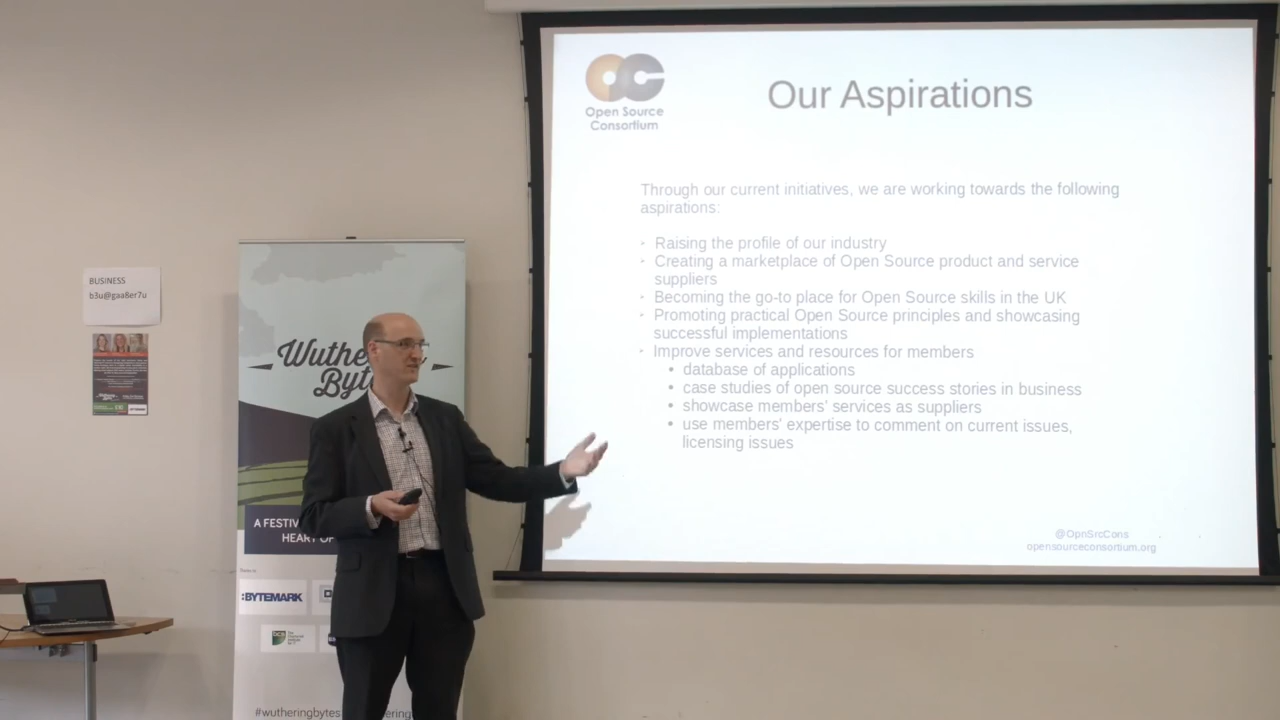 Open Source
Consortium
Our Aspirations
Through our current initiatives, we are working towards the following
aspirations:
Raising the profile of our industry
Creating a marketplace of Open Source product and service
suppliers
Becoming the go-to place for Open Source skills in the UK
Promoting practical Open Source principles and showcasing
successful implementations
Improve services and resources for members
• database of applications
• case studies of open source success stories in business
• showcase members' services as suppliers
• use members' expertise to comment on current issues,
licensing issues
@OpnSrcCons
opensourceconsortium.org
BUSINESS
b3u@gaa8er7u
Wuthe
Byte
A FESTIV
HEART OF
:BYTEMARK
#wutheringbytes